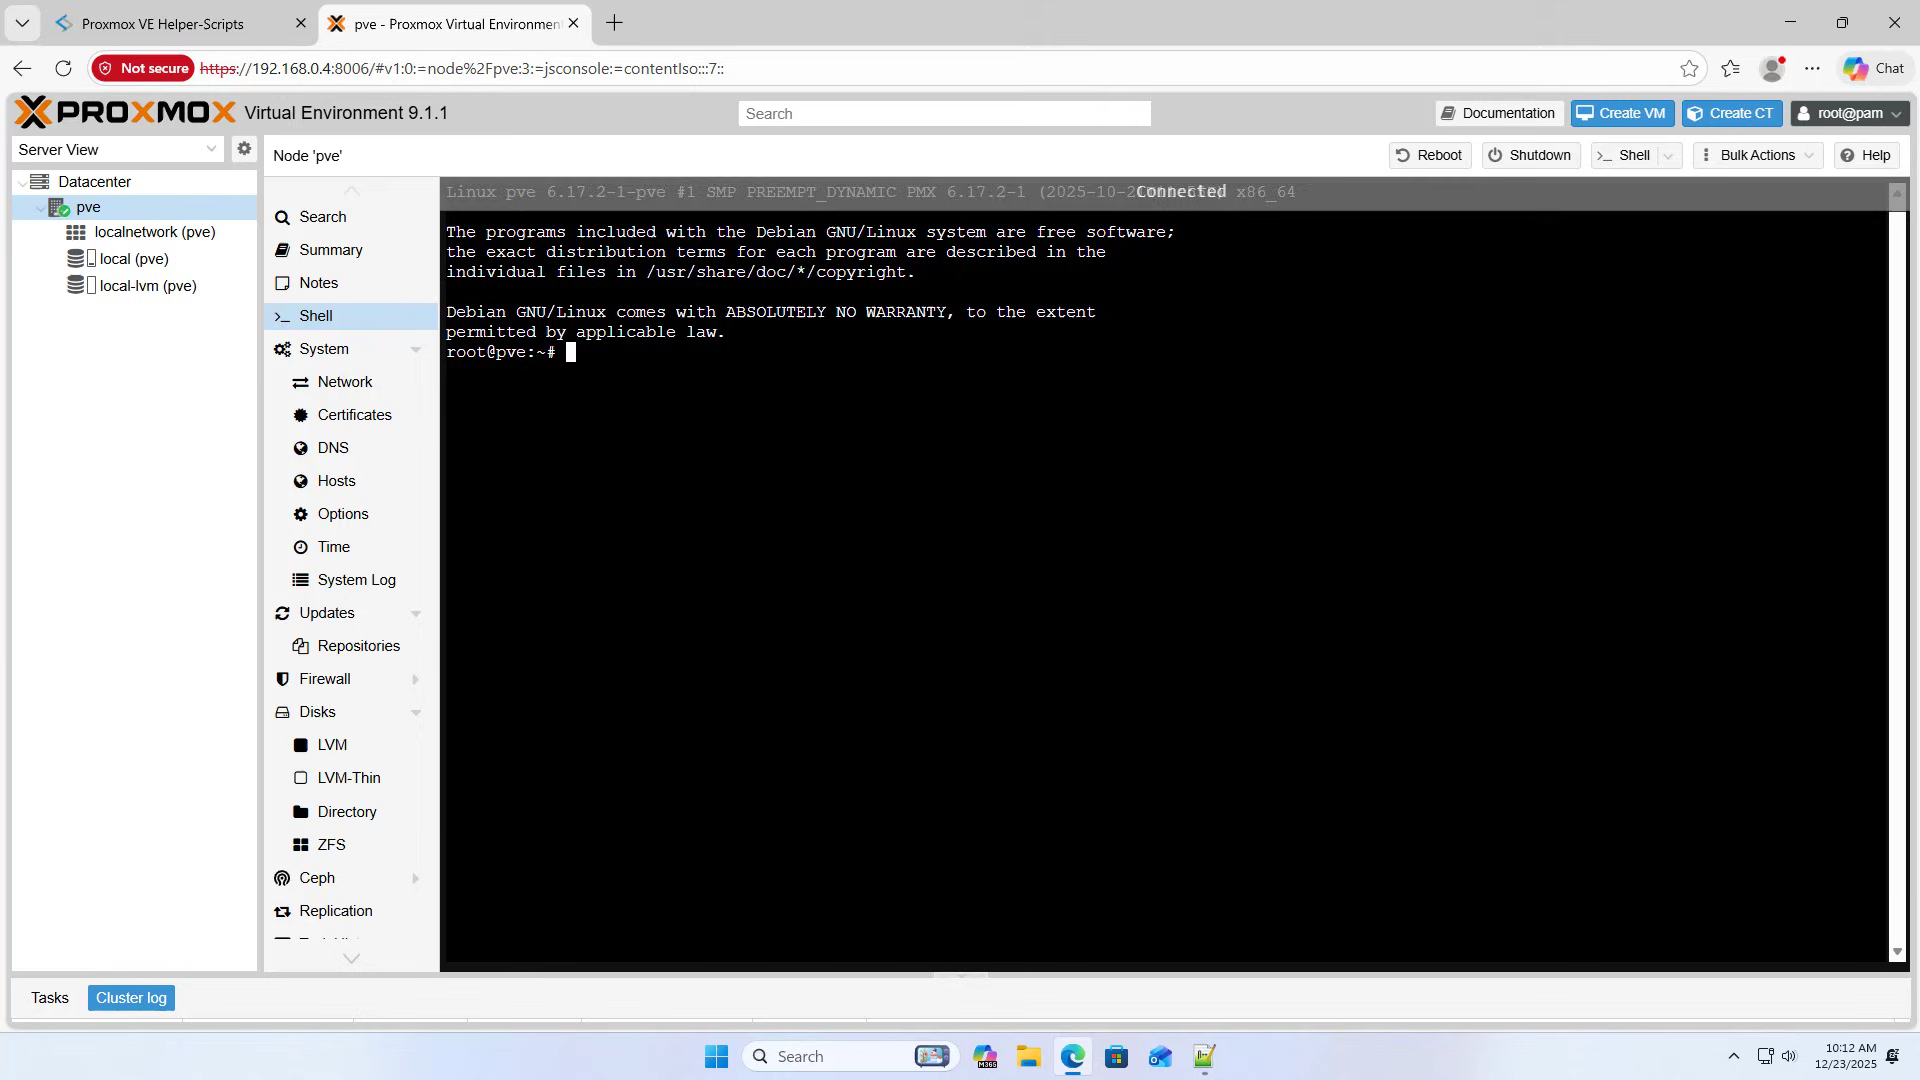 Proxmox VE Helper-Scripts
pve - Proxmox Virtual Environmen
Not secure
https://192.168.0.4:8006/#v1:0:=node%2Fpve:3:=jsconsole:=contentIso:::7::
Chat
PROXMOX Virtual Environment 9.1.1
Search
Documentation
Create VM
Create CT
root@pam
Server View
Node 'pve'
Reboot
Shutdown
Shell
Bulk Actions
Help
Datacenter
pve
localnetwork (pve)
local (pve)
local-lvm (pve)
Search
Summary
Notes
Shell
System
Network
Certificates
DNS
Hosts
Options
Time
System Log
Updates
Repositories
Firewall
Disks
LVM
LVM-Thin
Directory
ZFS
Ceph
Replication
Linux pve 6.17.2-1-pve #1 SMP PREEMPT_DYNAMIC PMX 6.17.2-1 (2025-10-2 x86_64
Connected
The programs included with the Debian GNU/Linux system are free software;
the exact distribution terms for each program are described in the
individual files in /usr/share/doc/*/copyright.
Debian GNU/Linux comes with ABSOLUTELY NO WARRANTY, to the extent
permitted by applicable law.
root@pve:~#
Tasks
Cluster log
Search
M365
10:12 AM
12/23/2025